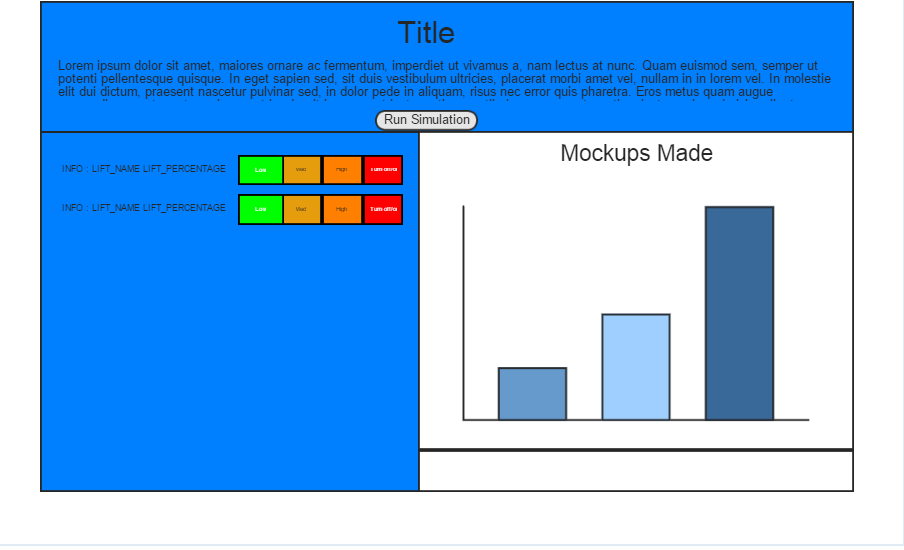 Title
Lorem ipsum dolor sit amet, maiores ornare ac fermentum, imperdiet ut vivamus a, nam lectus at nunc. Quam euismod sem, semper ut
potenti pellentesque quisque. In eget sapien sed, sit duis vestibulum ultricies, placerat morbi amet vel, nullam in in lorem vel. In molestie
elit dui dictum, praesent nascetur pulvinar sed, in dolor pede in aliquam, risus nec error quis pharetra. Eros metus quam augue
Run Simulation
Mockups Made
INFO : LIFT_NAME LIFT_PERCENTAGE Low Med High Turn off/o
INFO : LIFT_NAME LIFT_PERCENTAGE Low Med High Turn off/o